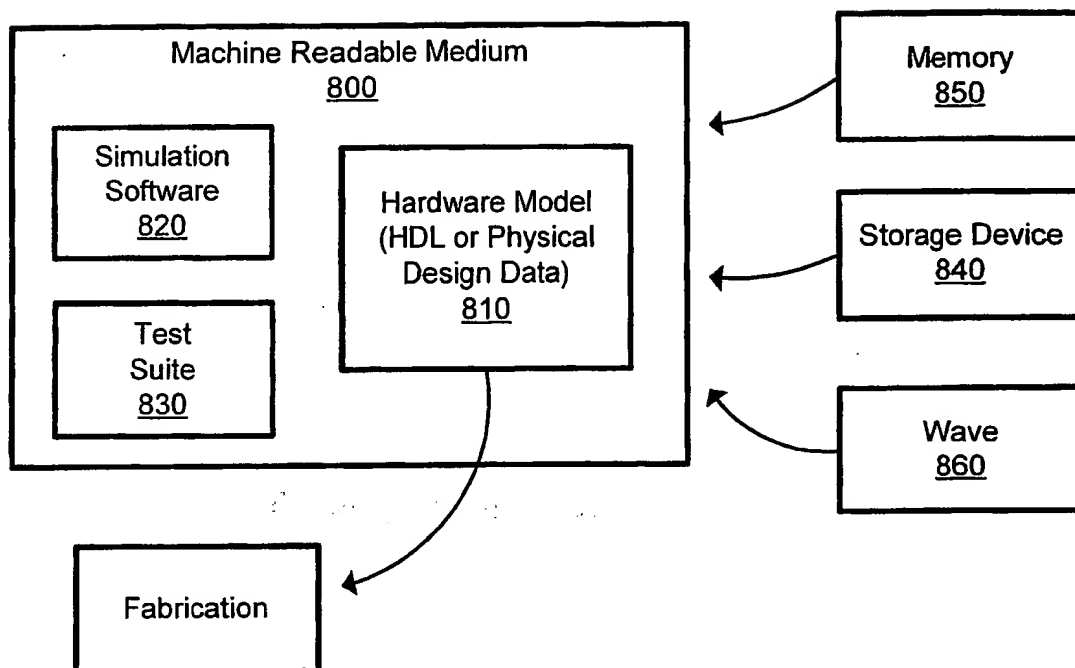 Machine Readable Medium
800
Simulation
Software
820
Test
Suite
830
Hardware Model
(HDL or Physical
Design Data)
810
Memory
850
Storage Device
840
Wave
860
Fabrication